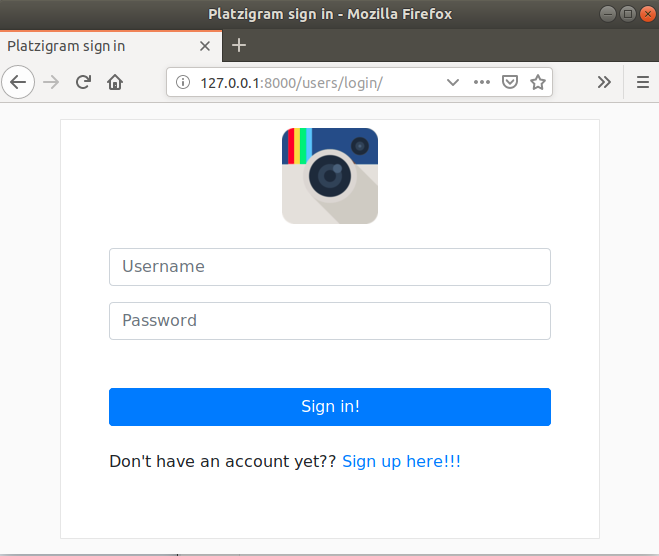 Platzigram sign in - Mozilla Firefox
Platzigram sign in
127.0.0.1:8000/users/login/
Username
Password
Sign in!
Don't have an account yet?? Sign up here!!!